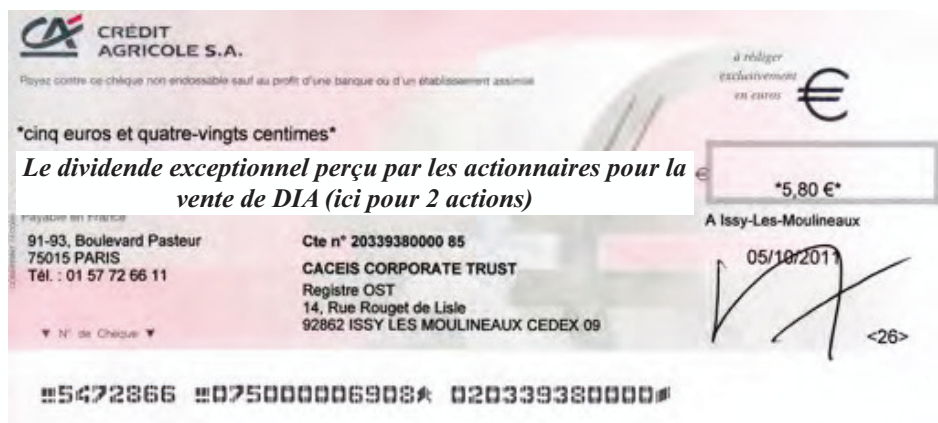 CRÉDIT
AGRICOLE S.A.
Payez contre ce chèque non endossable sauf au profit d'une banque ou d'un établissement assimilé
à rédiger
exclusivement
en euros
€
*cinq euros et quatre-vingts centimes*
Le dividende exceptionnel perçu par les actionnaires pour la
vente de DIA (ici pour 2 actions)
€
*5,80 €*
Payable en France
A Issy-Les-Moulineaux
91-93, Boulevard Pasteur
75015 PARIS
Tél. : 01 57 72 66 11
Cte n° 20339380000 85
05/10/2011
CACEIS CORPORATE TRUST
Registre OST
14, Rue Rouget de Lisle
92862 ISSY LES MOULINEAUX CEDEX 09
▼ N° de Chèque ▼
<26>
5472866 075000006908 020339380000